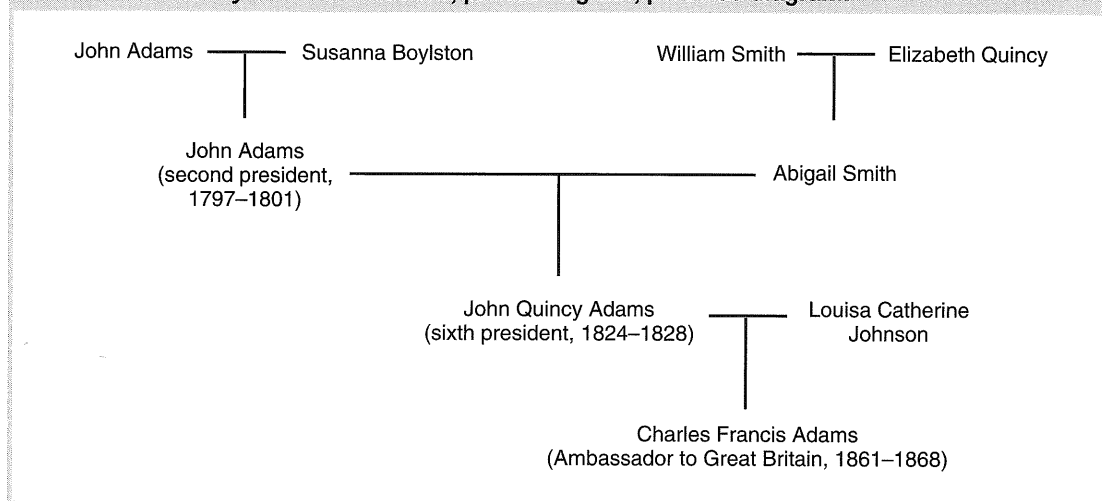 John Adams
Susanna Boylston
William Smith
Elizabeth Quincy
John Adams
(second president,
1797–1801)
Abigail Smith
John Quincy Adams
(sixth president, 1824–1828)
Louisa Catherine
Johnson
Charles Francis Adams
(Ambassador to Great Britain, 1861–1868)